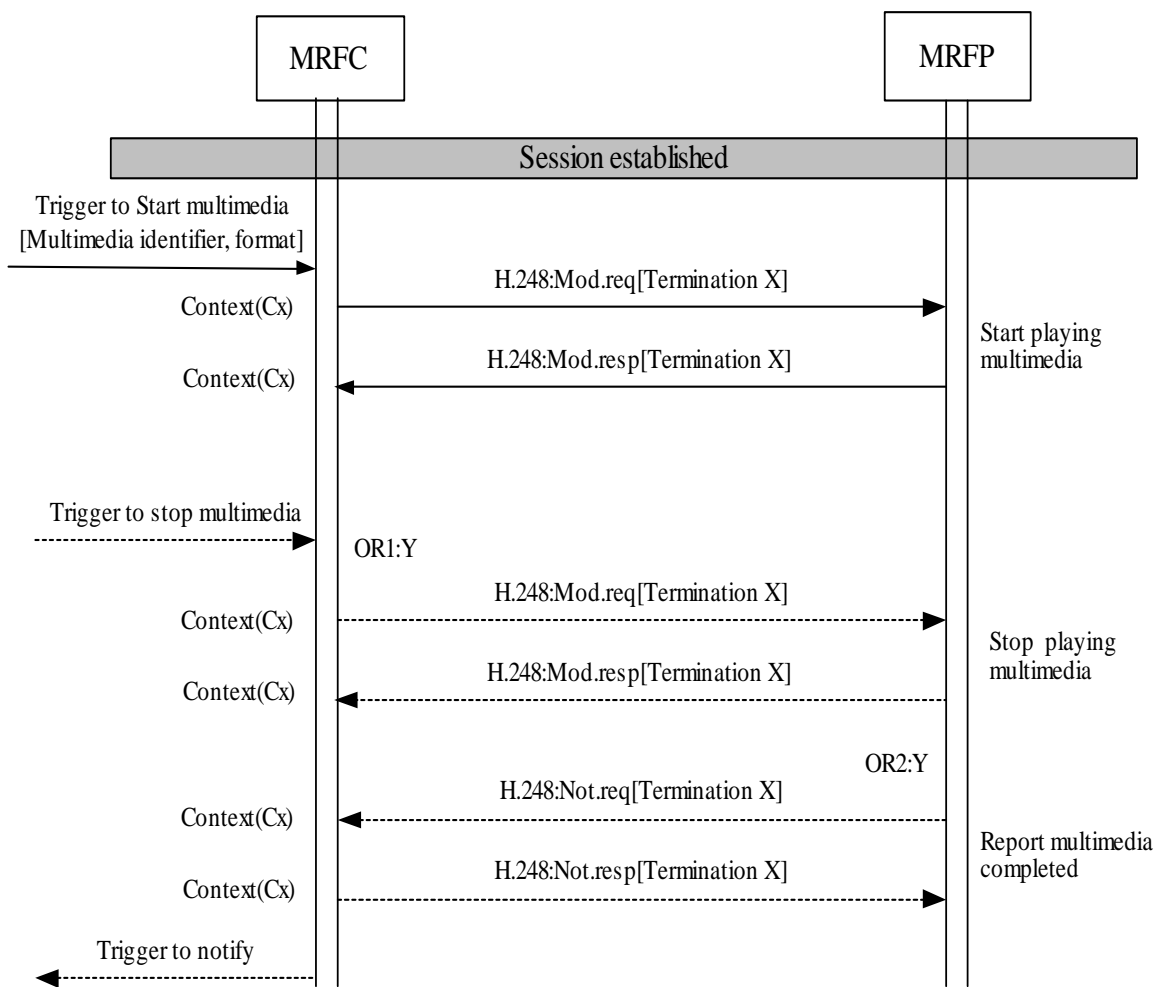 MRFC
MRFP
Session established
Trigger to Start multimedia
[Multimedia identifier, format]
H.248:Mod.req[Termination X]
Context(Cx)
Start playing
multimedia
H.248:Mod.resp[Termination X]
Context(Cx)
Trigger to stop multimedia
OR1:Y
H.248:Mod.req[Termination X]
Context(Cx)
Stop playing
multimedia
H.248:Mod.resp[Termination X]
Context(Cx)
OR2:Y
H.248:Not.req[Termination X]
Context(Cx)
Report multimedia
completed
H.248:Not.resp[Termination X]
Context(Cx)
Trigger to notify